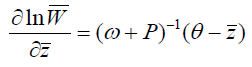 ∂ln W̅ / ∂z̅ = (ω + P)⁻¹(θ − z̅)